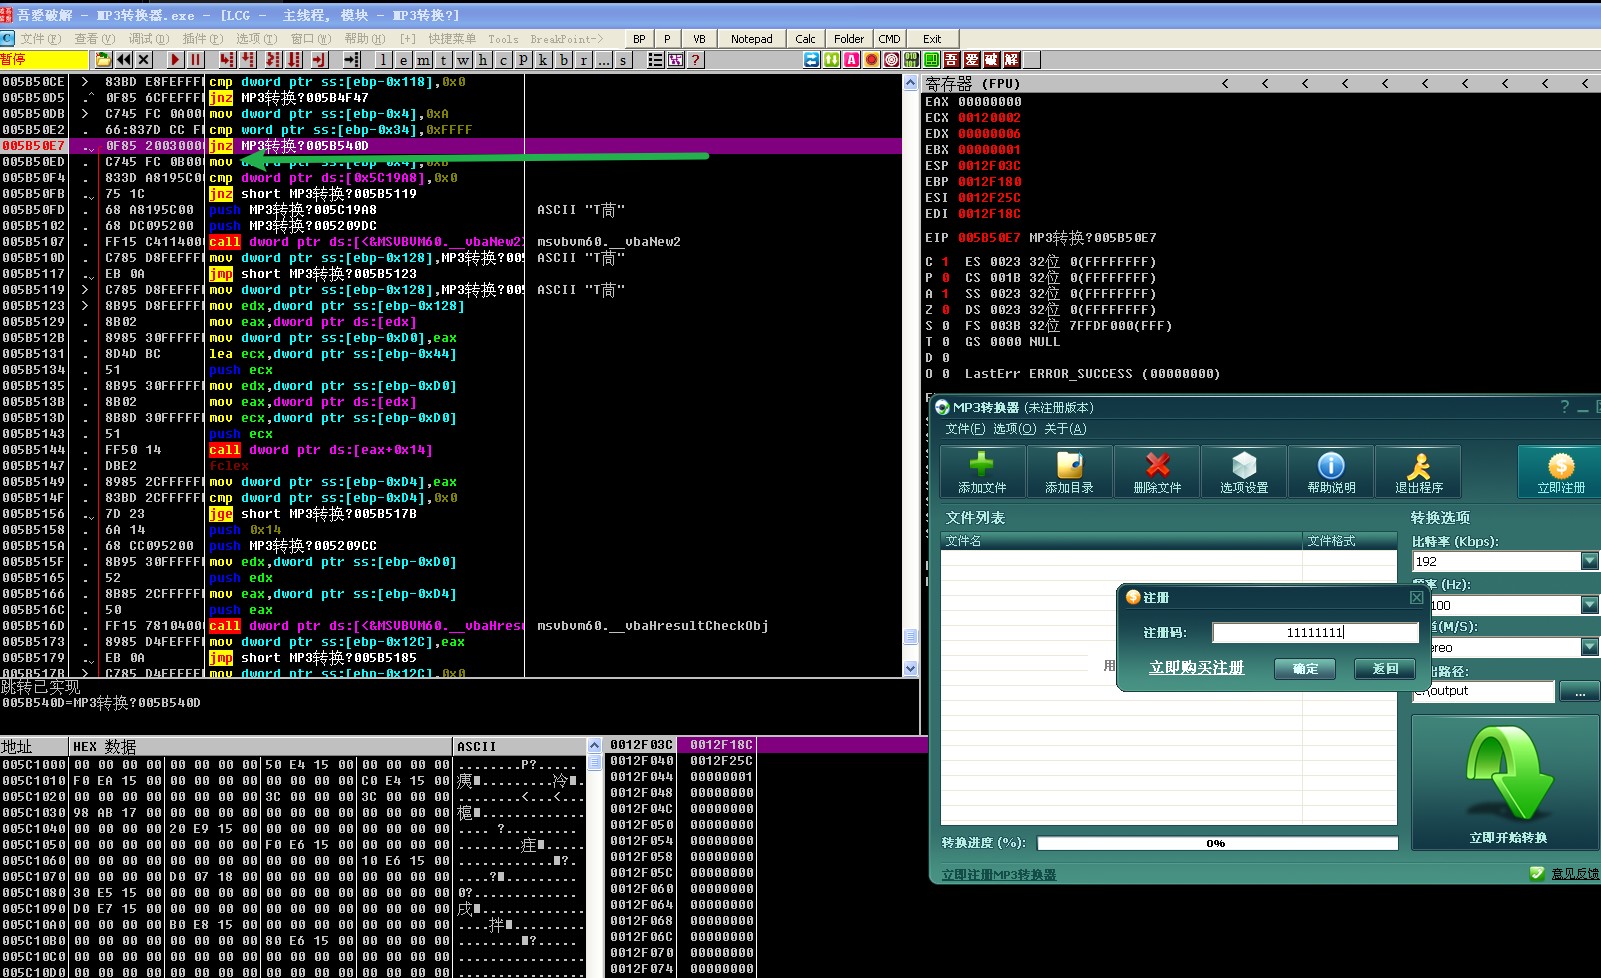 吾爱破解 - MP3转换器.exe - [LCG -  主线程, 模块 - MP3转换?]
文件(F) 查看(V) 调试(D) 插件(P) 选项(T) 窗口(W) 帮助(H) [+] 快捷菜单 Tools BreakPoint-> BP P VB Notepad Calc Folder CMD Exit
暂停 l e m t w h c P k b r ... s ? 吾 爱 破 解
005B50CE > 83BD E8FEFFFF cmp dword ptr ss:[ebp-0x118],0x0
005B50D5 .^ 0F85 6CFEFFFF jnz MP3转换?005B4F47
005B50DB > C745 FC 0A000 mov dword ptr ss:[ebp-0x4],0xA
005B50E2 . 66:837D CC F cmp word ptr ss:[ebp-0x34],0xFFFF
005B50E7 .v 0F85 20030000 jnz MP3转换?005B540D
005B50ED . C745 FC 0B000 mov dword ptr ss:[ebp-0x4],0xB
005B50F4 . 833D A8195C00 cmp dword ptr ds:[0x5C19A8],0x0
005B50FB .v 75 1C jnz short MP3转换?005B5119
005B50FD . 68 A8195C00 push MP3转换?005C19A8 ASCII "T茼"
005B5102 . 68 DC095200 push MP3转换?005209DC
005B5107 . FF15 C4114000 call dword ptr ds:[<&MSVBVM60.__vbaNew2> msvbvm60.__vbaNew2
005B510D . C785 D8FEFFFF mov dword ptr ss:[ebp-0x128],MP3转换?005 ASCII "T茼"
005B5117 .v EB 0A jmp short MP3转换?005B5123
005B5119 > C785 D8FEFFFF mov dword ptr ss:[ebp-0x128],MP3转换?005 ASCII "T茼"
005B5123 > 8B95 D8FEFFFF mov edx,dword ptr ss:[ebp-0x128]
005B5129 . 8B02 mov eax,dword ptr ds:[edx]
005B512B . 8985 30FFFFFF mov dword ptr ss:[ebp-0xD0],eax
005B5131 . 8D4D BC lea ecx,dword ptr ss:[ebp-0x44]
005B5134 . 51 push ecx
005B5135 . 8B95 30FFFFFF mov edx,dword ptr ss:[ebp-0xD0]
005B513B . 8B02 mov eax,dword ptr ds:[edx]
005B513D . 8B8D 30FFFFFF mov ecx,dword ptr ss:[ebp-0xD0]
005B5143 . 51 push ecx
005B5144 . FF50 14 call dword ptr ds:[eax+0x14]
005B5147 . DBE2 fclex
005B5149 . 8985 2CFFFFFF mov dword ptr ss:[ebp-0xD4],eax
005B514F . 83BD 2CFFFFFF cmp dword ptr ss:[ebp-0xD4],0x0
005B5156 .v 7D 23 jge short MP3转换?005B517B
005B5158 . 6A 14 push 0x14
005B515A . 68 CC095200 push MP3转换?005209CC
005B515F . 8B95 30FFFFFF mov edx,dword ptr ss:[ebp-0xD0]
005B5165 . 52 push edx
005B5166 . 8B85 2CFFFFFF mov eax,dword ptr ss:[ebp-0xD4]
005B516C . 50 push eax
005B516D . FF15 78104000 call dword ptr ds:[<&MSVBVM60.__vbaHresu msvbvm60.__vbaHresultCheckObj
005B5173 . 8985 D4FEFFFF mov dword ptr ss:[ebp-0x12C],eax
005B5179 .v EB 0A jmp short MP3转换?005B5185
005B517B > C785 D4FEFFFF mov dword ptr ss:[ebp-0x12C],0x0
跳转已实现
005B540D=MP3转换?005B540D
寄存器 (FPU) < < < < < < < < < <
EAX 00000000
ECX 00120002
EDX 00000006
EBX 00000001
ESP 0012F03C
EBP 0012F180
ESI 0012F25C
EDI 0012F18C
EIP 005B50E7 MP3转换?005B50E7
C 1 ES 0023 32位 0(FFFFFFFF)
P 0 CS 001B 32位 0(FFFFFFFF)
A 1 SS 0023 32位 0(FFFFFFFF)
Z 0 DS 0023 32位 0(FFFFFFFF)
S 0 FS 003B 32位 7FFDF000(FFF)
T 0 GS 0000 NULL
D 0
O 0 LastErr ERROR_SUCCESS (00000000)
MP3转换器 (未注册版本)
文件(F) 选项(O) 关于(A)
添加文件 添加目录 删除文件 选项设置 帮助说明 退出程序 立即注册
文件列表 转换选项
文件名 文件格式 比特率 (Kbps):
192
频率 (Hz):
100
道(M/S):
ereo
出路径:
c:\output ...
注册
注册码: 11111111
立即购买注册 确定 返回
用
立即开始转换
转换进度 (%): 0%
立即注册MP3转换器 意见反馈
地址 HEX 数据 ASCII
005C1000 00 00 00 00 00 00 00 00 50 E4 15 00 00 00 00 00 ........P?.....
005C1010 F0 EA 15 00 00 00 00 00 00 00 00 00 C0 E4 15 00
005C1020 00 00 00 00 00 00 00 00 3C 00 00 00 3C 00 00 00 ........<...<...
005C1030 98 AB 17 00 00 00 00 00 00 00 00 00 00 00 00 00
005C1040 00 00 00 00 20 E9 15 00 00 00 00 00 00 00 00 00 .... ?.........
005C1050 00 00 00 00 00 00 00 00 F0 E6 15 00 00 00 00 00
005C1060 00 00 00 00 00 00 00 00 00 00 00 00 10 E6 15 00
005C1070 00 00 00 00 D0 07 18 00 00 00 00 00 00 00 00 00
005C1080 30 E5 15 00 00 00 00 00 00 00 00 00 00 00 00 00 0?..............
005C1090 D0 E7 15 00 00 00 00 00 00 00 00 00 00 00 00 00
005C10A0 00 00 00 00 B0 E8 15 00 00 00 00 00 00 00 00 00
005C10B0 00 00 00 00 00 00 00 00 80 E6 15 00 00 00 00 00
005C10C0 00 00 00 00 00 00 00 00 00 00 00 00 00 00 00 00 ................
005C10D0 00 00 00 00 00 00 00 00 00 00 00 00 00 00 00 00 ................
0012F03C 0012F18C
0012F040 0012F25C
0012F044 00000001
0012F048 00000000
0012F04C 00000000
0012F050 00000000
0012F054 00000000
0012F058 00000000
0012F05C 00000000
0012F060 00000000
0012F064 00000000
0012F068 00000000
0012F06C 00000000
0012F070 00000000
0012F074 00000000